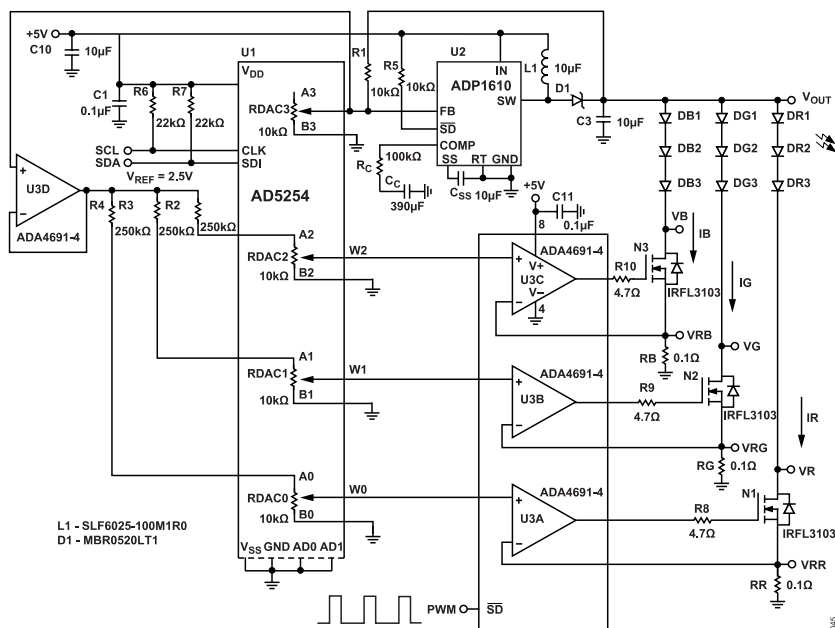 +5V
C10
10µF
C1
0.1µF
R6
22kΩ
R7
22kΩ
SCL
SDA
VREF = 2.5V
+
U3D
−
ADA4691-4
R4
R3
R2
250kΩ
250kΩ
250kΩ
U1
VDD
A3
RDAC3
10kΩ
B3
CLK
SDI
AD5254
A2
RDAC2
10kΩ
B2
A1
RDAC1
10kΩ
B1
A0
RDAC0
10kΩ
B0
VSS GND AD0 AD1
L1 - SLF6025-100M1R0
D1 - MBR0520LT1
R1
10kΩ
R5
10kΩ
U2
ADP1610
IN
FB
SW
SD
COMP
SS
RT
GND
RC
100kΩ
CC
390µF
CSS
10µF
L1
10µF
D1
C3
10µF
VOUT
DB1
DG1
DR1
DB2
DG2
DR2
DB3
DG3
DR3
+5V
C11
0.1µF
8
ADA4691-4
W2
+
V+
U3C
V−
−
4
R10
4.7Ω
VB
IB
N3
IRFL3103
VRB
RB
0.1Ω
IG
VG
W1
ADA4691-4
+
U3B
−
R9
4.7Ω
N2
IRFL3103
VRG
RG
0.1Ω
IR
VR
W0
ADA4691-4
+
U3A
−
R8
4.7Ω
N1
IRFL3103
VRR
RR
0.1Ω
PWM
SD